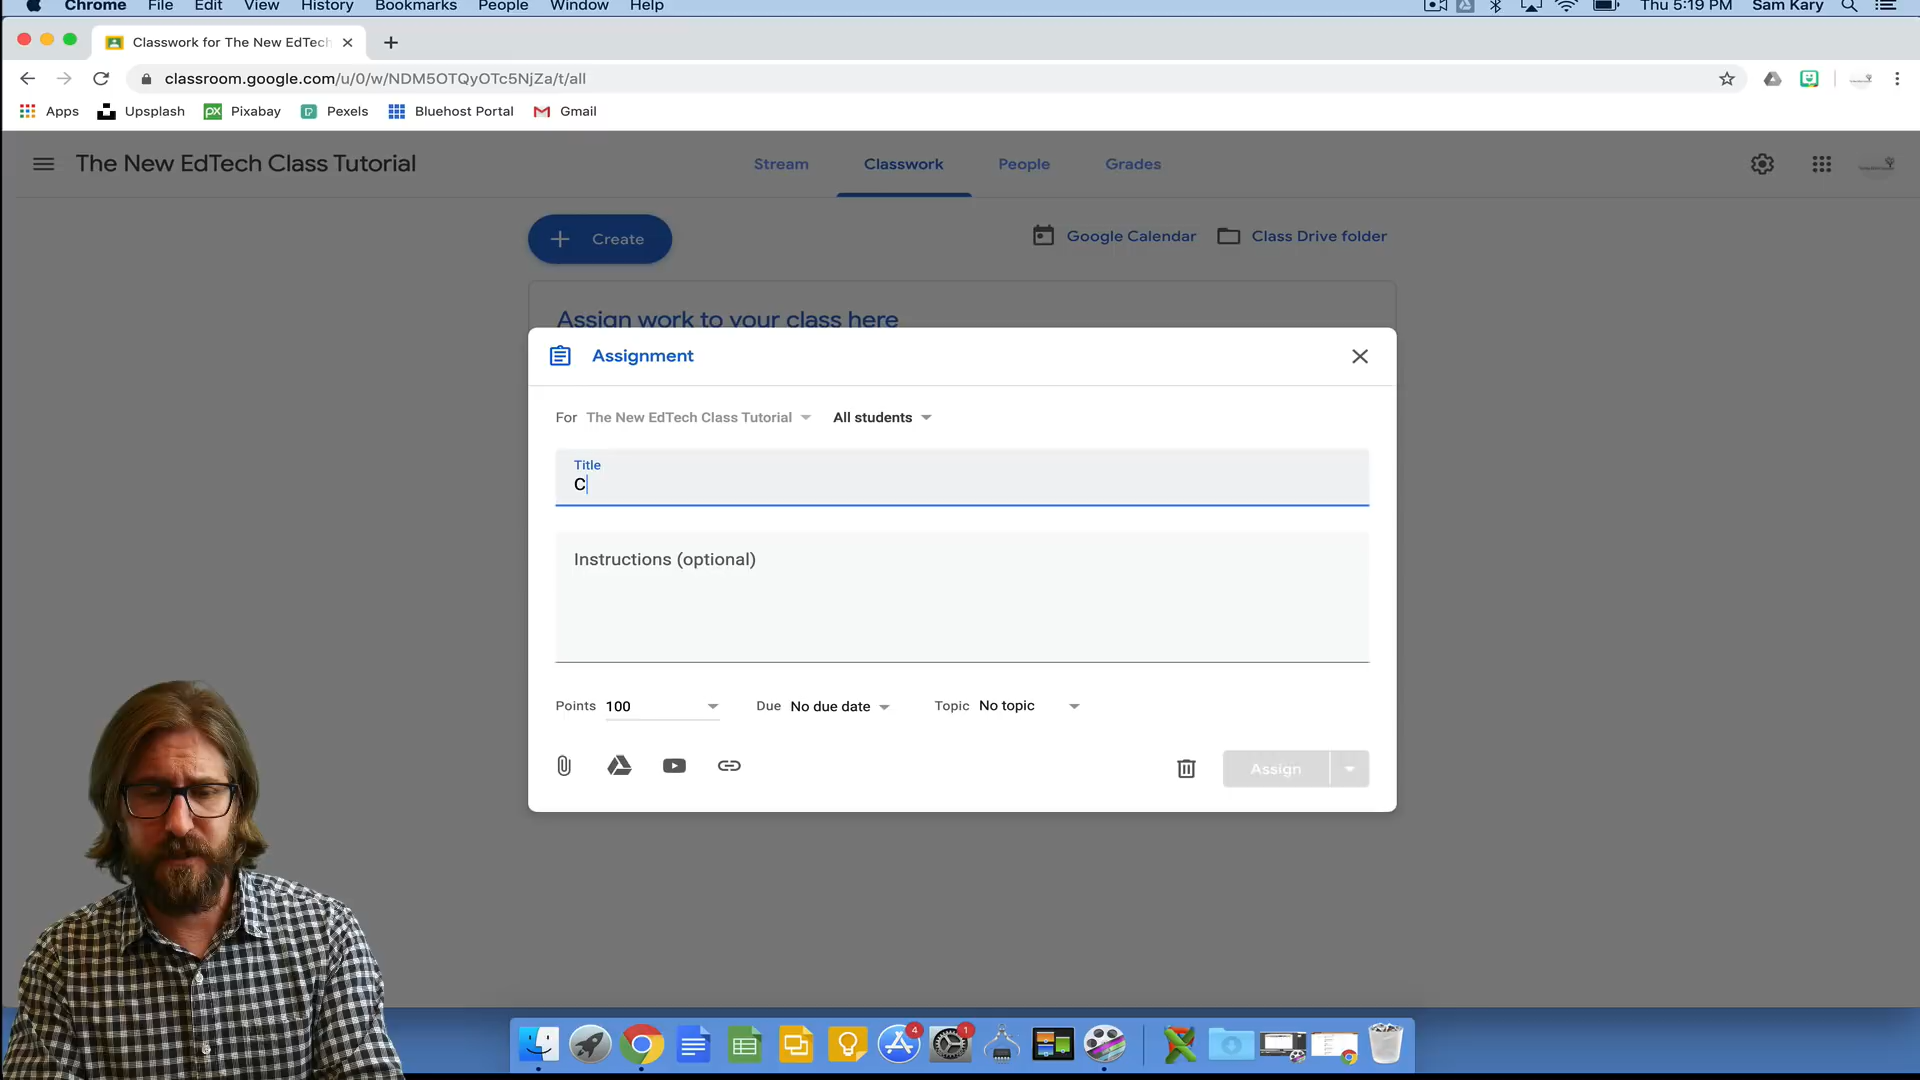 Chrome File Edit View History Bookmarks People Window Help Thu 5:19 PM Sam Kary
Classwork for The New EdTech
classroom.google.com/u/0/w/NDM5OTQyOTc5NjZa/t/all
Apps Upsplash px Pixabay Pexels Bluehost Portal Gmail
The New EdTech Class Tutorial Stream Classwork People Grades
Create Google Calendar Class Drive folder
Assign work to your class here
Assignment
For The New EdTech Class Tutorial All students
Title
C
Instructions (optional)
Points 100 Due No due date Topic No topic
Assign
4 1